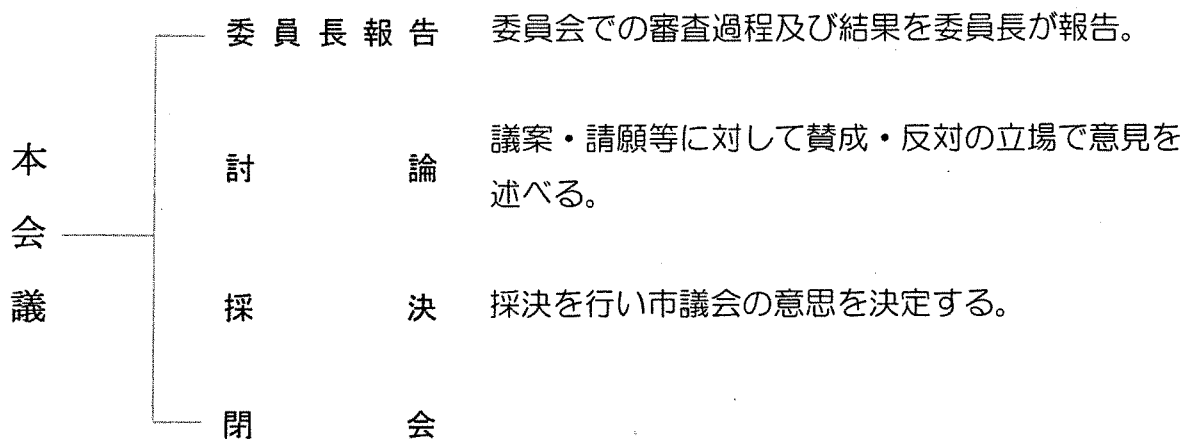 本会議
委員長報告 委員会での審査過程及び結果を委員長が報告。
討論 議案・請願等に対して賛成・反対の立場で意見を
述べる。
採決 採決を行い市議会の意思を決定する。
閉会